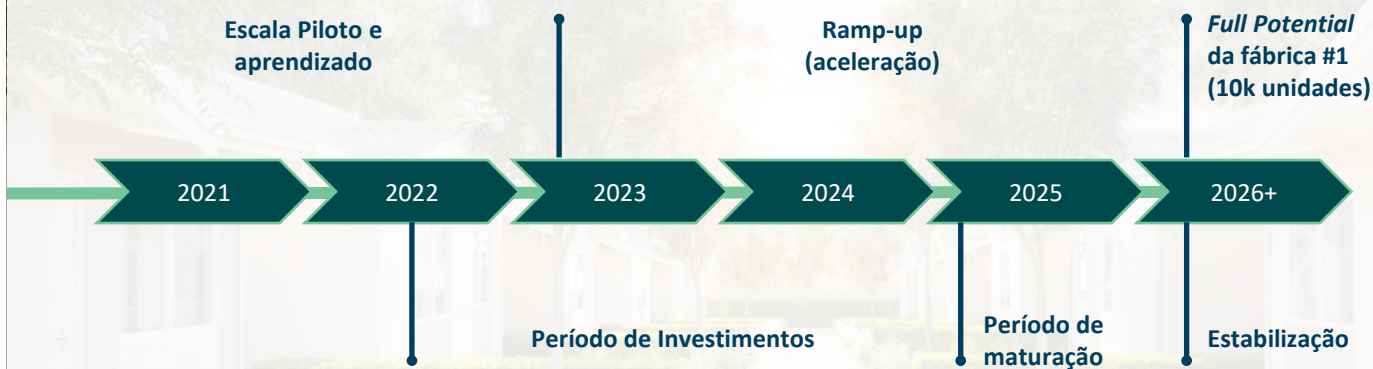 Escala Piloto e
aprendizado
Ramp-up
(aceleração)
Full Potential
da fábrica #1
(10k unidades)
2021
2022
2023
2024
2025
2026+
Período de Investimentos
Período de
maturação
Estabilização